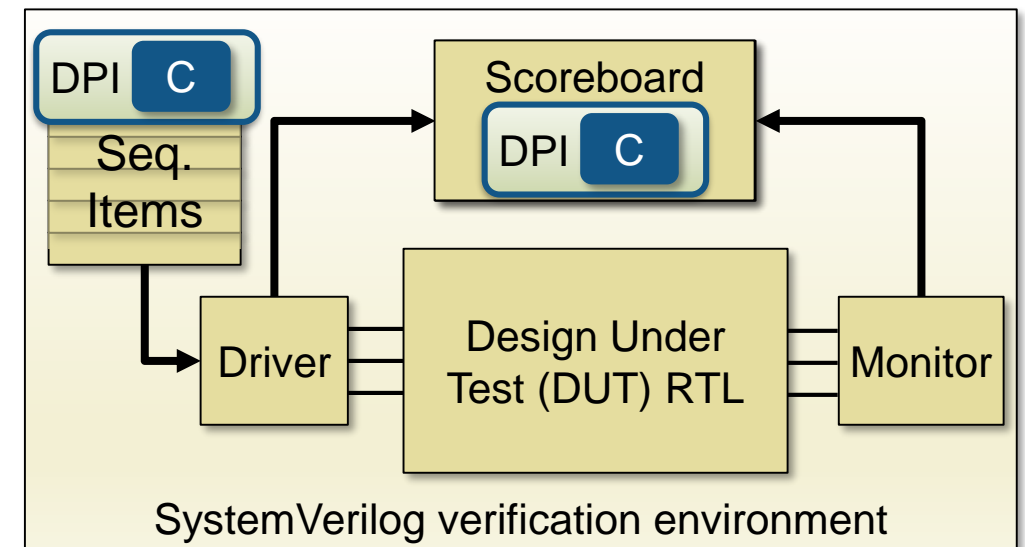 DPI C
Seq.
Items
Scoreboard
DPI C
Driver
Design Under
Test (DUT) RTL
Monitor
SystemVerilog verification environment